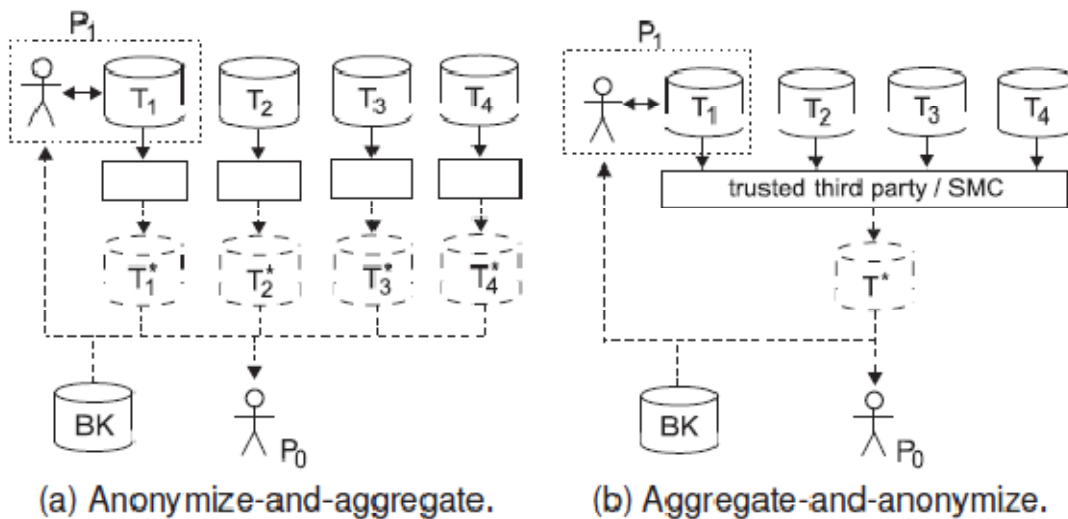 P1
T1 T2 T3 T4
T1* T2* T3* T4*
BK
P0
(a) Anonymize-and-aggregate.
P1
T1 T2 T3 T4
trusted third party / SMC
T*
BK
P0
(b) Aggregate-and-anonymize.